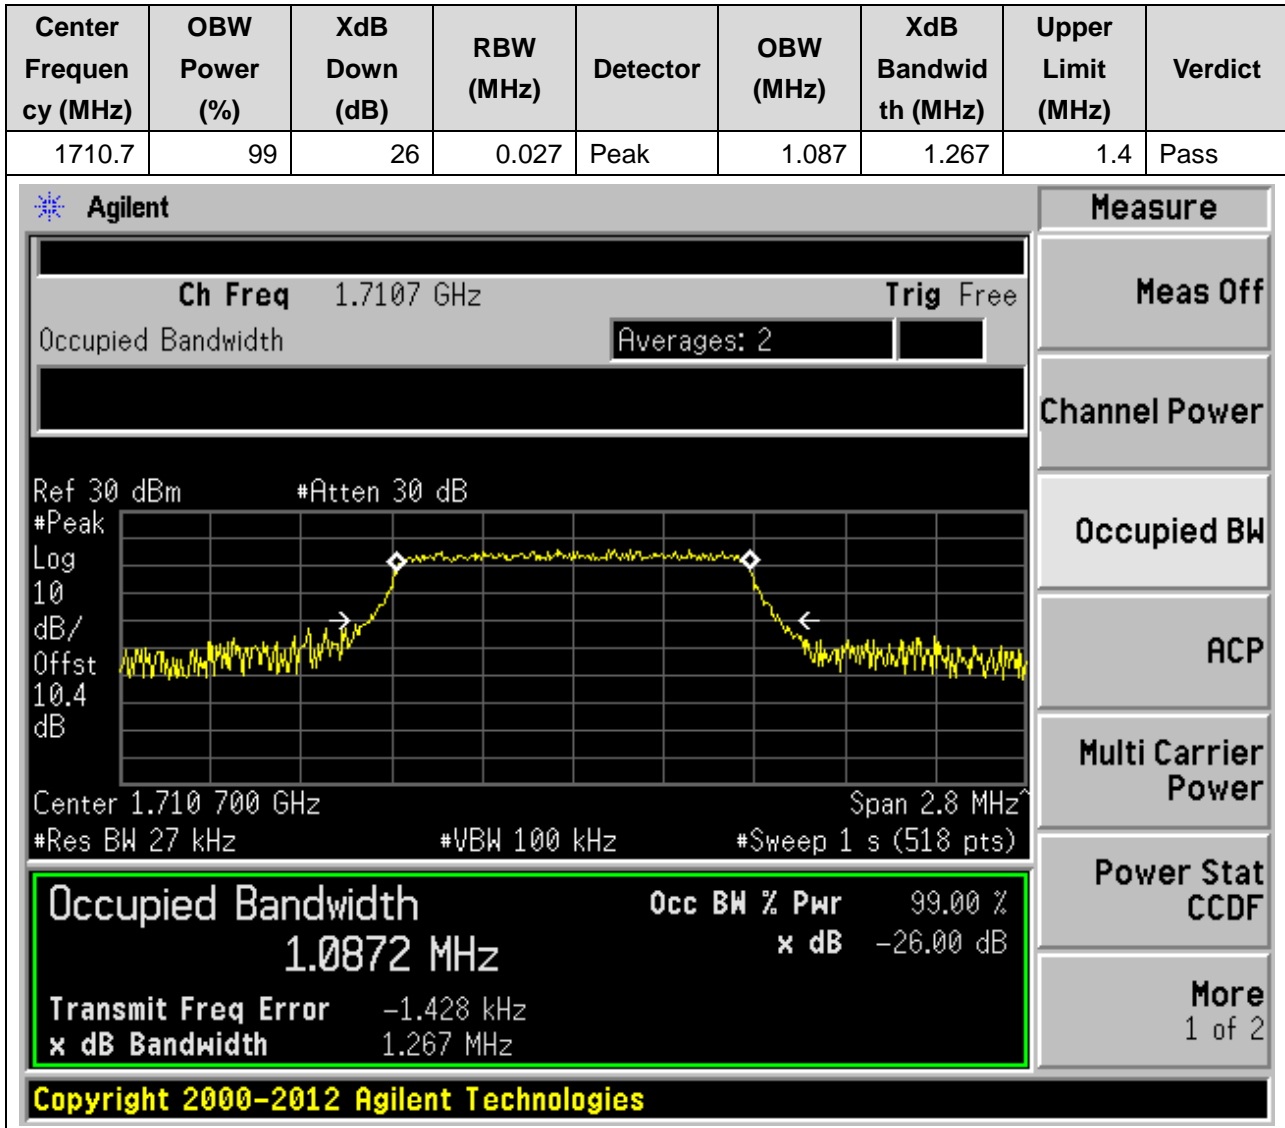 Center Frequen cy (MHz) OBW Power (%) XdB Down (dB) RBW (MHz) Detector OBW (MHz) XdB Bandwid th (MHz) Upper Limit (MHz) Verdict
1710.7 99 26 0.027 Peak 1.087 1.267 1.4 Pass
Agilent
Ch Freq 1.7107 GHz Trig Free
Occupied Bandwidth Averages: 2
Ref 30 dBm #Atten 30 dB
#Peak
Log
10
dB/
Offst
10.4
dB
Center 1.710 700 GHz Span 2.8 MHz^
#Res BW 27 kHz #VBW 100 kHz #Sweep 1 s (518 pts)
Occupied Bandwidth Occ BW % Pwr 99.00 %
1.0872 MHz x dB -26.00 dB
Transmit Freq Error -1.428 kHz
x dB Bandwidth 1.267 MHz
Copyright 2000-2012 Agilent Technologies
Measure
Meas Off
Channel Power
Occupied BW
ACP
Multi Carrier
Power
Power Stat
CCDF
More
1 of 2